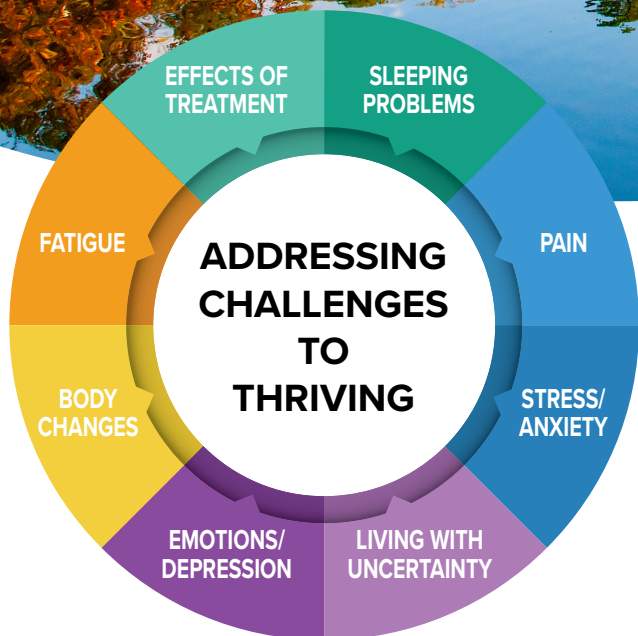 EFFECTS OF
TREATMENT
SLEEPING
PROBLEMS
FATIGUE
PAIN
ADDRESSING
CHALLENGES
TO
THRIVING
BODY
CHANGES
STRESS/
ANXIETY
EMOTIONS/
DEPRESSION
LIVING WITH
UNCERTAINTY